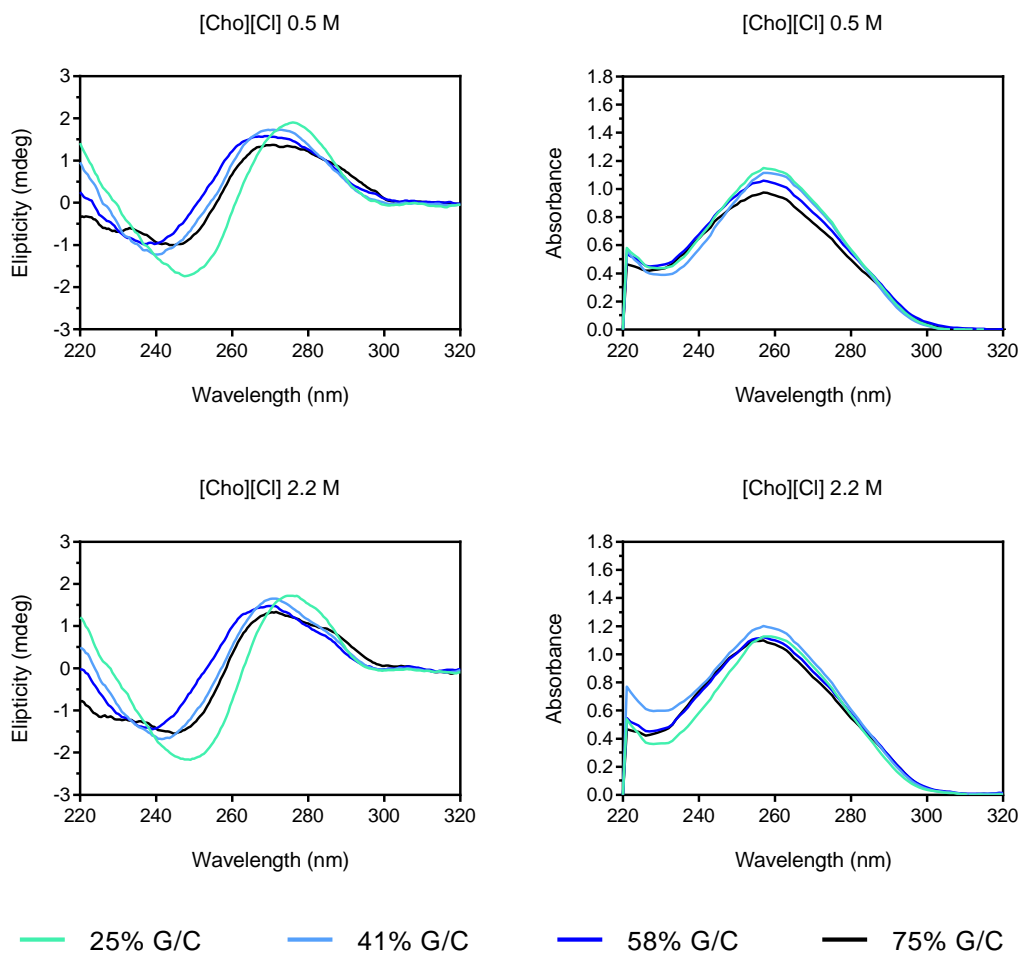 [Cho][Cl] 0.5 M
3
2
1
0
-1
-2
-3
220 240 260 280 300 320
Elipticity (mdeg)
Wavelength (nm)
[Cho][Cl] 0.5 M
1.8
1.6
1.4
1.2
1.0
0.8
0.6
0.4
0.2
0.0
220 240 260 280 300 320
Absorbance
Wavelength (nm)
[Cho][Cl] 2.2 M
3
2
1
0
-1
-2
-3
220 240 260 280 300 320
Elipticity (mdeg)
Wavelength (nm)
[Cho][Cl] 2.2 M
1.8
1.6
1.4
1.2
1.0
0.8
0.6
0.4
0.2
0.0
220 240 260 280 300 320
Absorbance
Wavelength (nm)
25% G/C 41% G/C 58% G/C 75% G/C